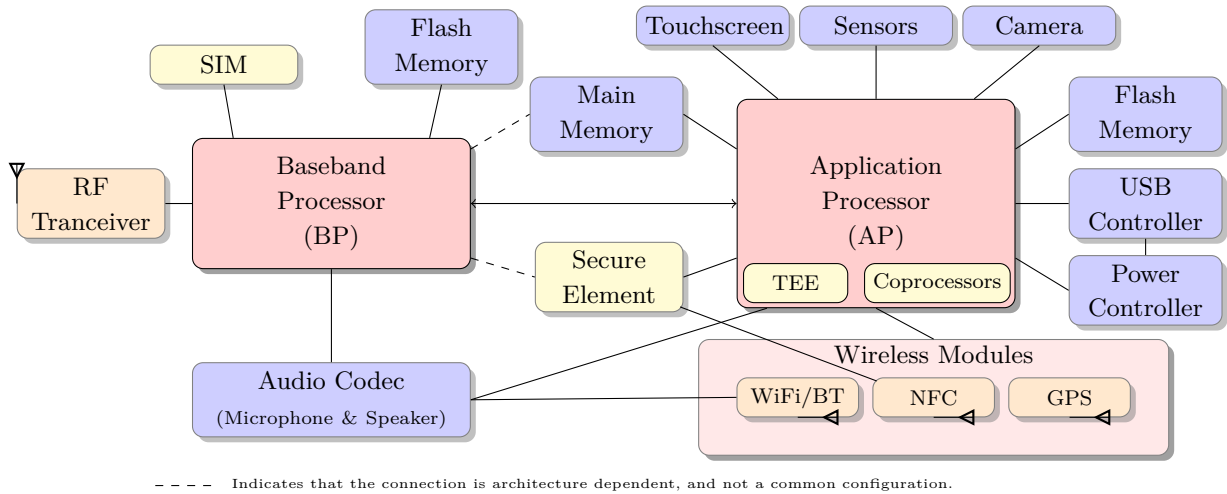 Touchscreen
Sensors
Camera
Flash
Memory
SIM
Main
Memory
Flash
Memory
Baseband
Processor
(BP)
Application
Processor
(AP)
RF
Tranceiver
USB
Controller
Secure
Element
TEE
Coprocessors
Power
Controller
Wireless Modules
Audio Codec
(Microphone & Speaker)
WiFi/BT
NFC
GPS
Indicates that the connection is architecture dependent, and not a common configuration.